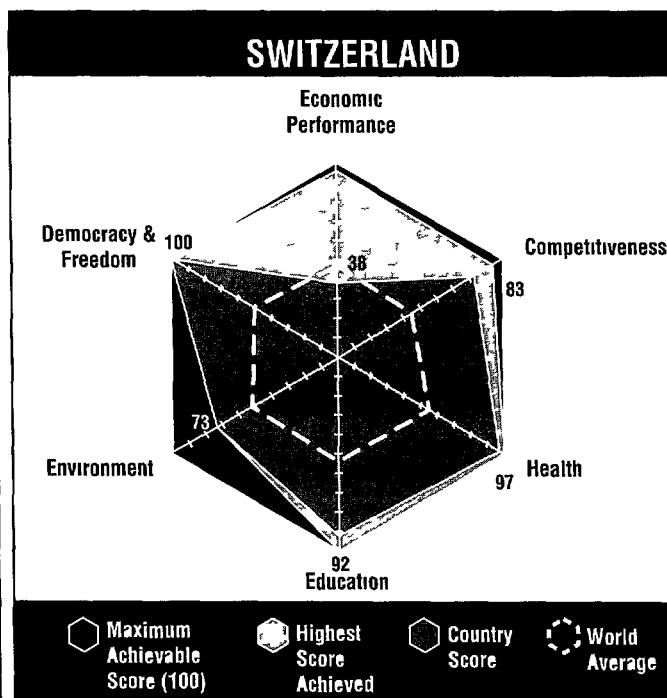 SWITZERLAND
Economic
Performance
Democracy &
Freedom
100
38
Competitiveness
83
73
Environment
Health
97
92
Education
Maximum
Achievable
Score (100)
Highest
Score
Achieved
Country
Score
World
Average